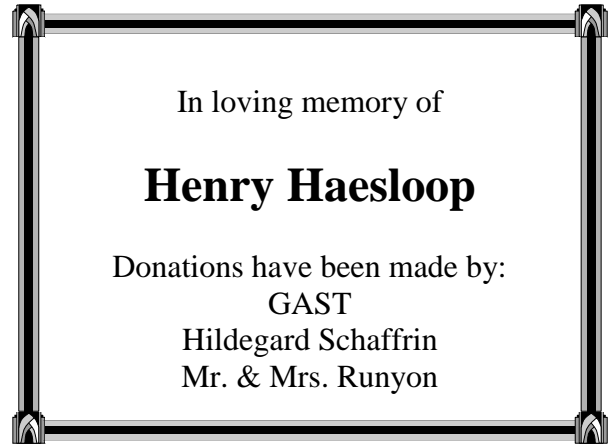 In loving memory of
Henry Haesloop
Donations have been made by:
GAST
Hildegard Schaffrin
Mr. & Mrs. Runyon